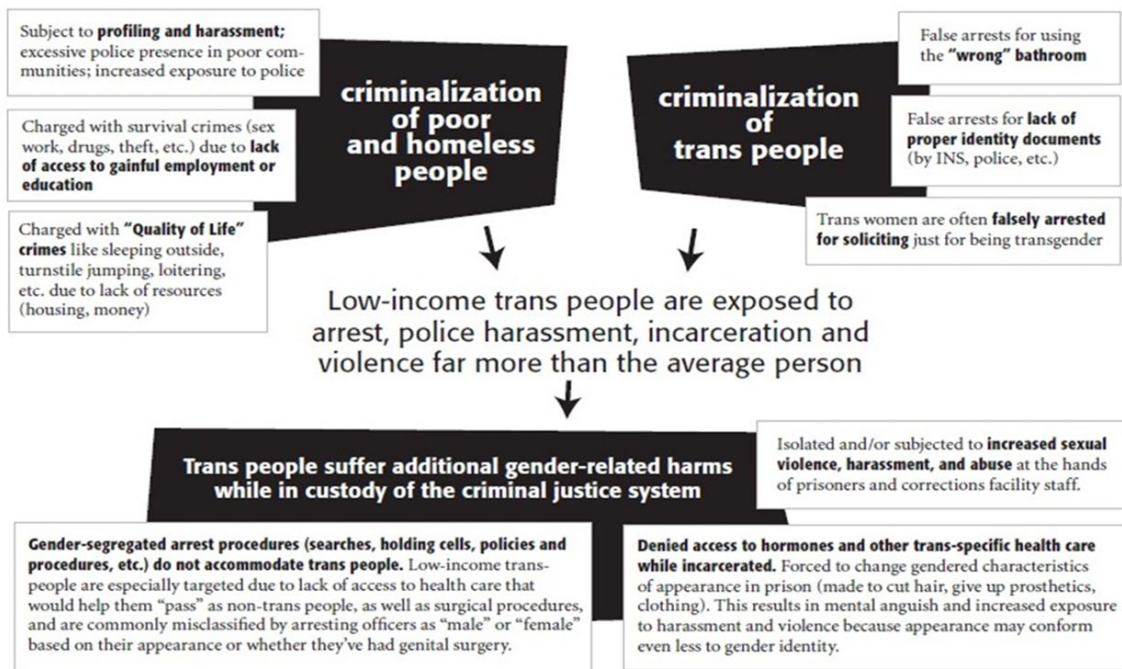 Subject to profiling and harassment;
excessive police presence in poor com-
munities; increased exposure to police
criminalization
of poor
and homeless
people
Charged with survival crimes (sex
work, drugs, theft, etc.) due to lack
of access to gainful employment or
education
Charged with “Quality of Life”
crimes like sleeping outside,
turnstile jumping, loitering,
etc. due to lack of resources
(housing, money)
criminalization
of
trans people
False arrests for using
the “wrong” bathroom
False arrests for lack of
proper identity documents
(by INS, police, etc.)
Trans women are often falsely arrested
for soliciting just for being transgender
Low-income trans people are exposed to
arrest, police harassment, incarceration and
violence far more than the average person
Trans people suffer additional gender-related harms
while in custody of the criminal justice system
Isolated and/or subjected to increased sexual
violence, harassment, and abuse at the hands
of prisoners and corrections facility staff.
Gender-segregated arrest procedures (searches, holding cells, policies and
procedures, etc.) do not accommodate trans people. Low-income trans-
people are especially targeted due to lack of access to health care that
would help them “pass” as non-trans people, as well as surgical procedures,
and are commonly misclassified by arresting officers as “male” or “female”
based on their appearance or whether they’ve had genital surgery.
Denied access to hormones and other trans-specific health care
while incarcerated. Forced to change gendered characteristics
of appearance in prison (made to cut hair, give up prosthetics,
clothing). This results in mental anguish and increased exposure
to harassment and violence because appearance may conform
even less to gender identity.